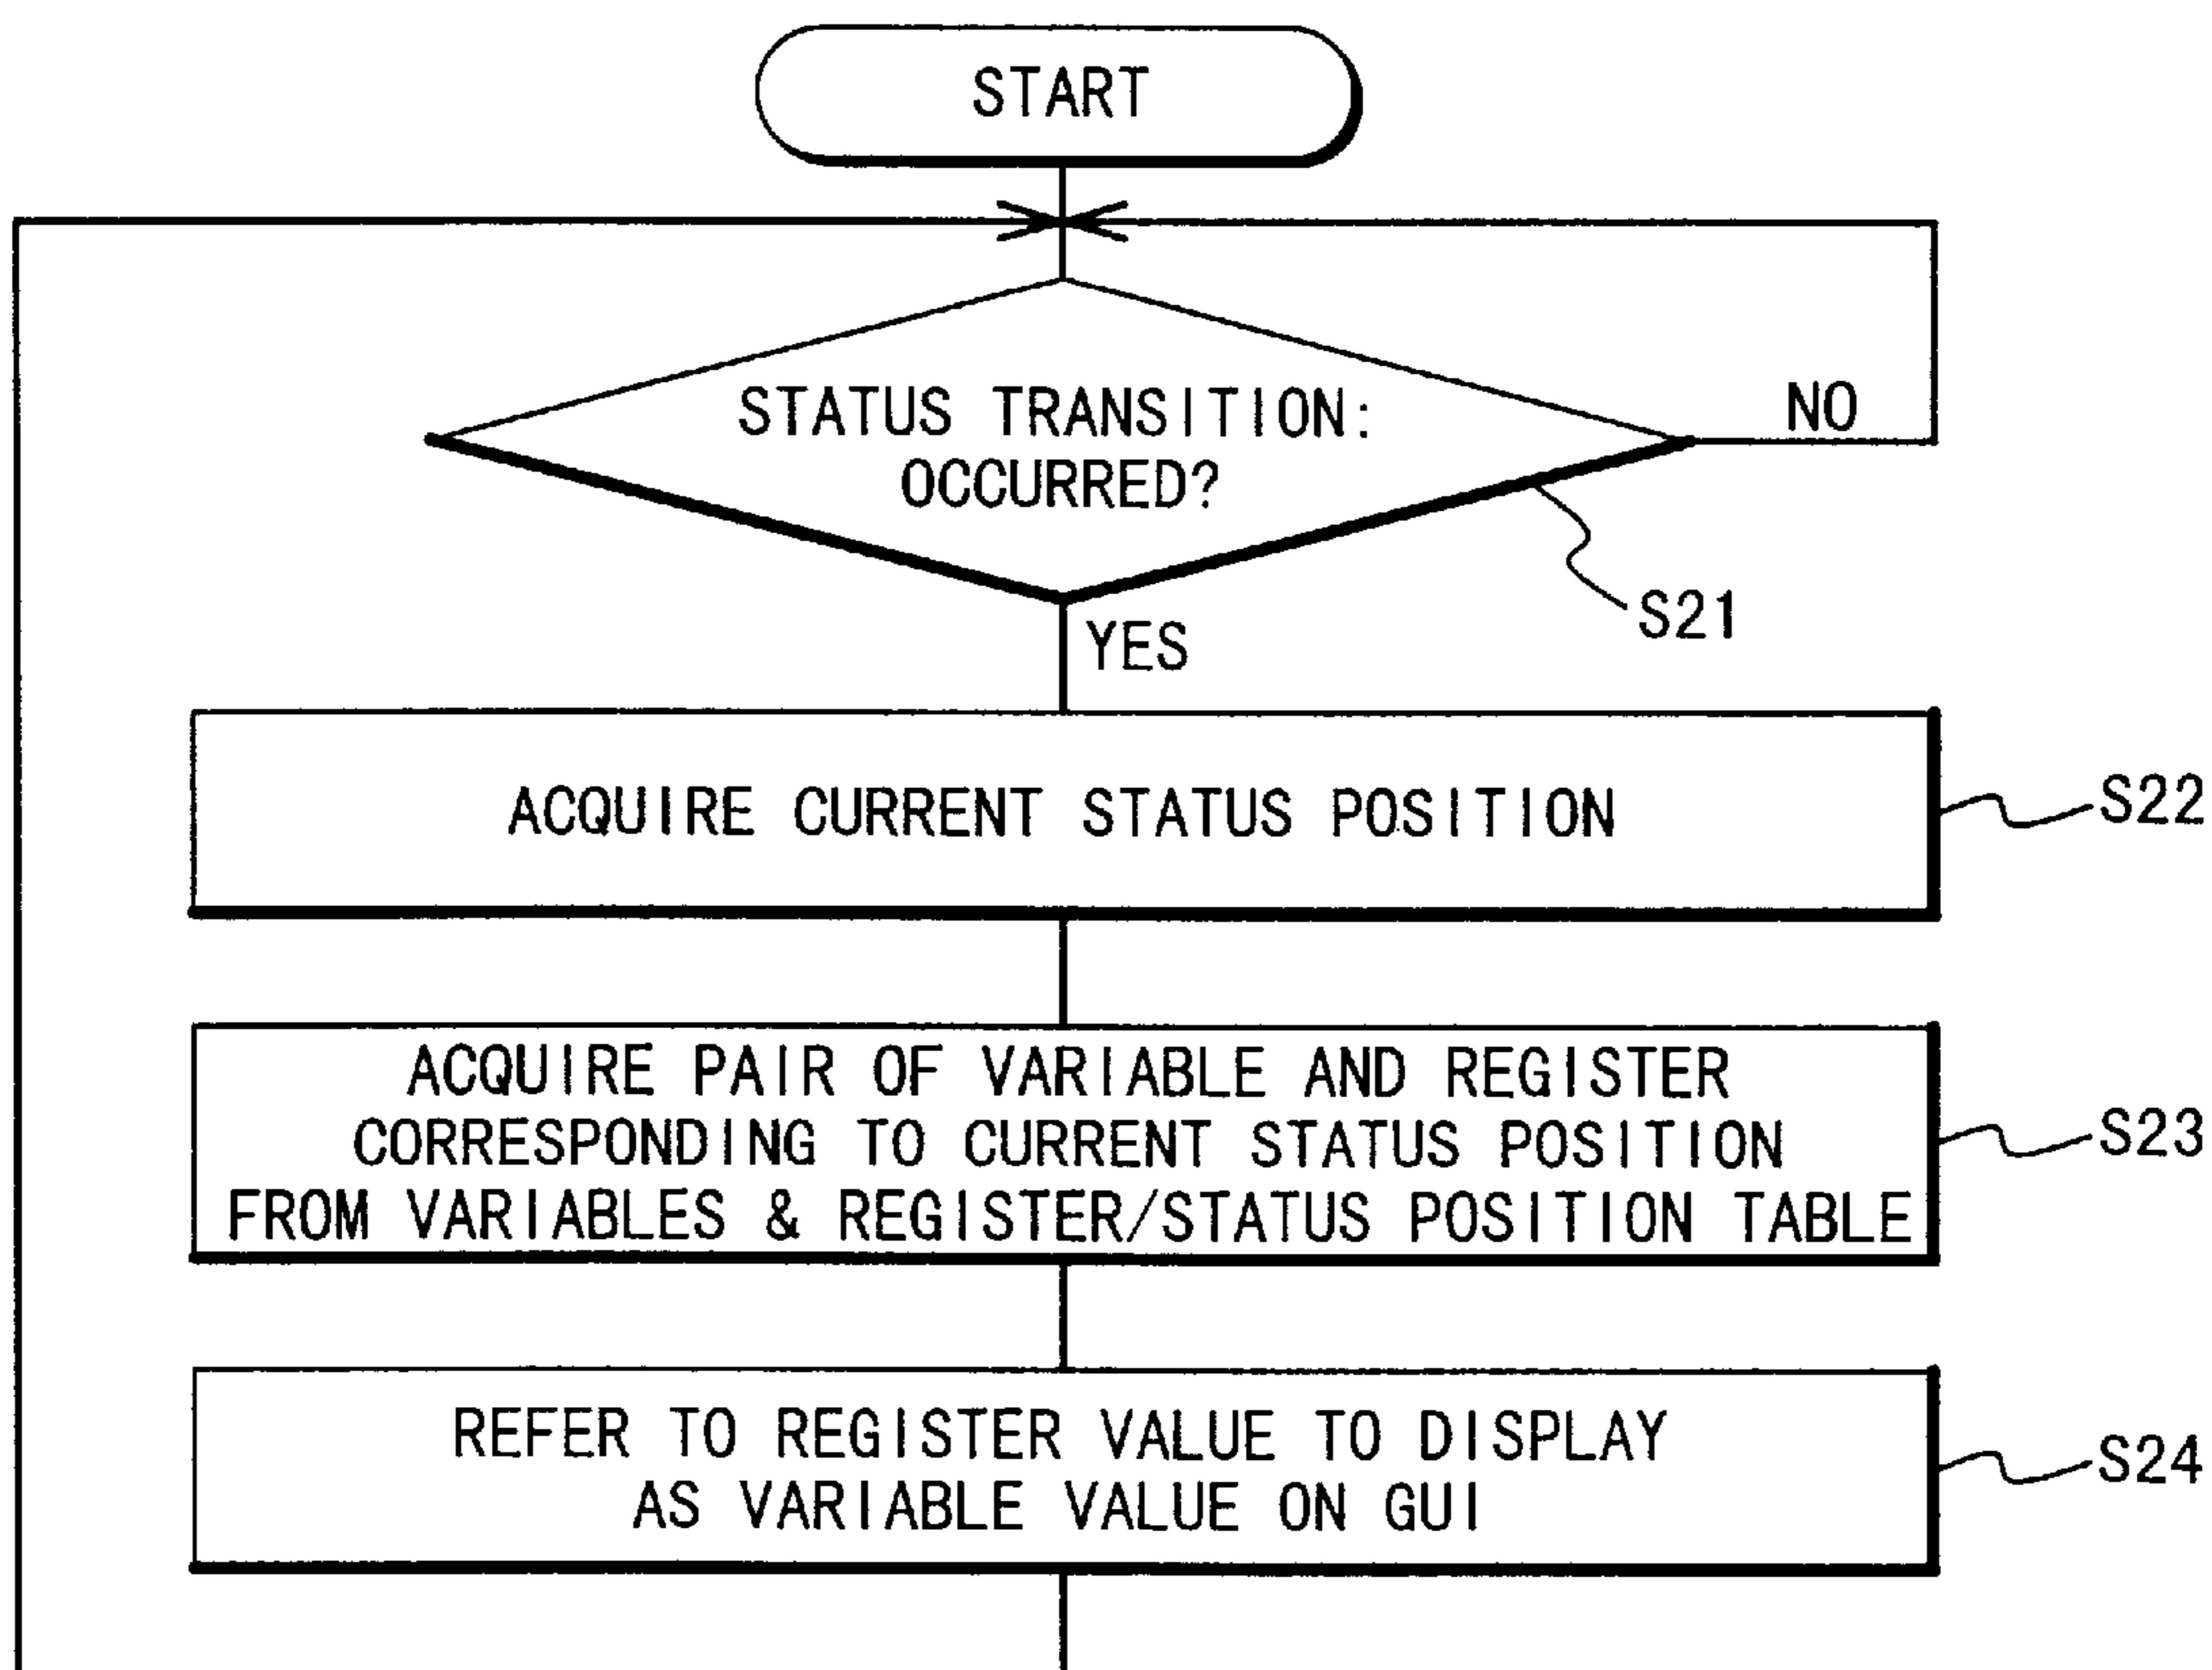 START
STATUS TRANSITION:
OCCURRED?
NO
S21
YES
ACQUIRE CURRENT STATUS POSITION
S22
ACQUIRE PAIR OF VARIABLE AND REGISTER
CORRESPONDING TO CURRENT STATUS POSITION
FROM VARIABLES & REGISTER/STATUS POSITION TABLE
S23
REFER TO REGISTER VALUE TO DISPLAY
AS VARIABLE VALUE ON GUI
S24